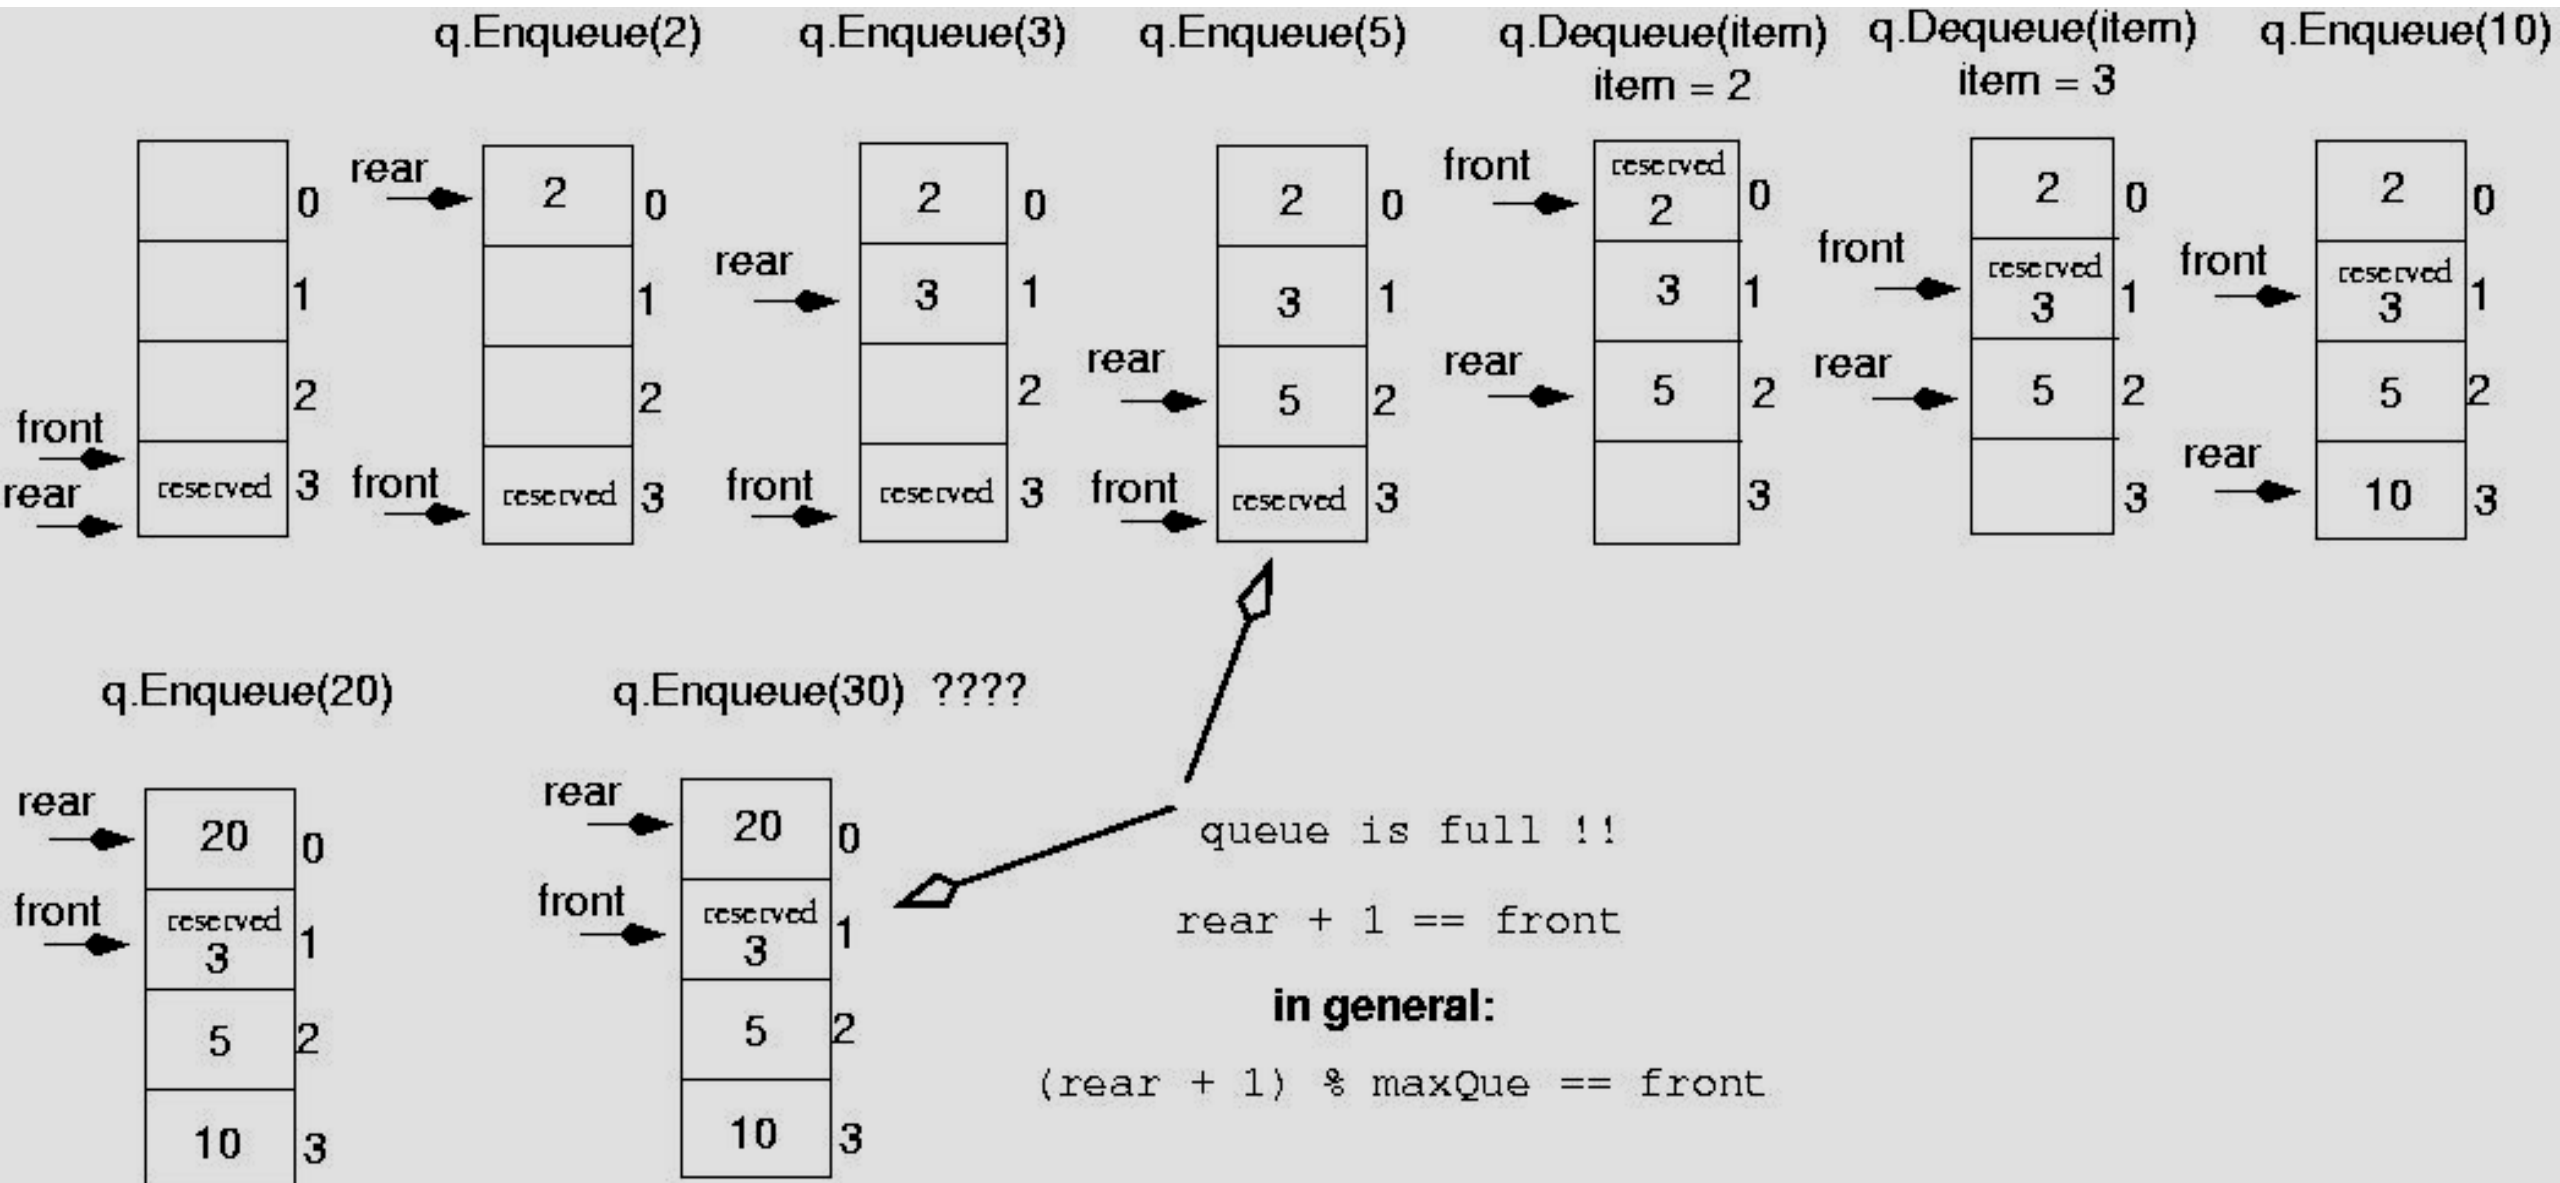 q.Enqueue(2)
q.Enqueue(3)
q.Enqueue(5)
q.Dequeue(item)
item = 2
q.Dequeue(item)
item = 3
q.Enqueue(10)
0
1
2
front
rear
reserved 3
rear
2 0
1
2
front
reserved 3
2 0
rear
3 1
2
front
reserved 3
2 0
3 1
rear
5 2
front
reserved 3
front
reserved
2 0
3 1
rear
5 2
3
2 0
front
reserved
3 1
rear
5 2
3
2 0
front
reserved
3 1
5 2
rear
10 3
q.Enqueue(20)
rear
20 0
front
reserved
3 1
5 2
10 3
q.Enqueue(30) ????
rear
20 0
front
reserved
3 1
5 2
10 3
queue is full !!
rear + 1 == front
in general:
(rear + 1) % maxQue == front